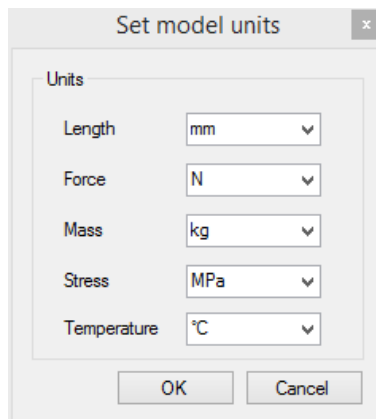 Set model units
x
Units
Length mm
Force N
Mass kg
Stress MPa
Temperature °C
OK Cancel